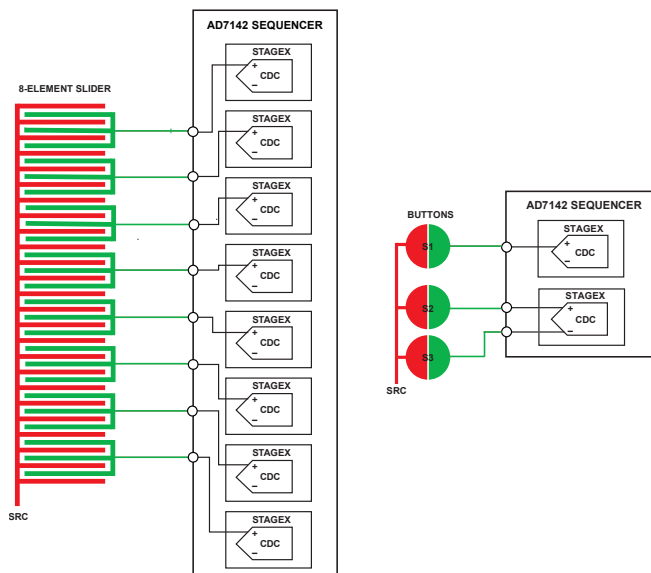 AD7142 SEQUENCER
8-ELEMENT SLIDER
STAGEX
+
CDC
−
STAGEX
+
CDC
−
STAGEX
+
CDC
−
STAGEX
+
CDC
−
STAGEX
+
CDC
−
STAGEX
+
CDC
−
STAGEX
+
CDC
−
STAGEX
+
CDC
−
SRC
AD7142 SEQUENCER
BUTTONS
S1
S2
S3
SRC
STAGEX
+
CDC
−
STAGEX
+
CDC
−